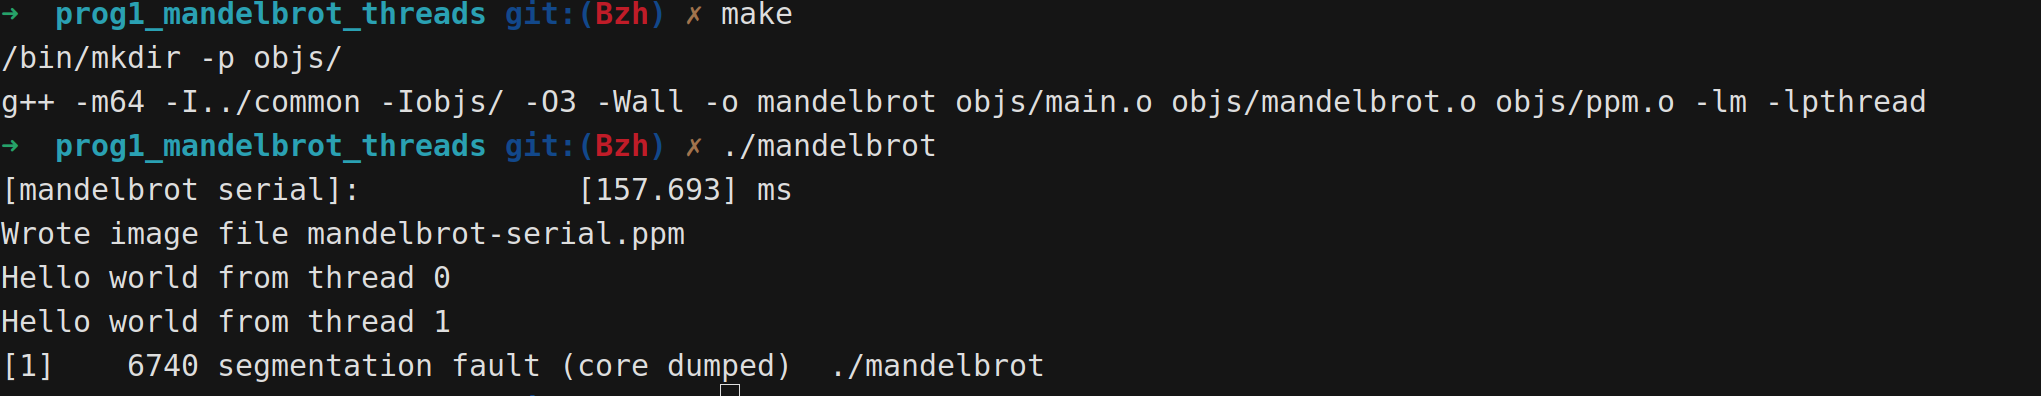 ➜  prog1_mandelbrot_threads git:(Bzh) ✗ make
/bin/mkdir -p objs/
g++ -m64 -I../common -Iobjs/ -O3 -Wall -o mandelbrot objs/main.o objs/mandelbrot.o objs/ppm.o -lm -lpthread
➜  prog1_mandelbrot_threads git:(Bzh) ✗ ./mandelbrot
[mandelbrot serial]:            [157.693] ms
Wrote image file mandelbrot-serial.ppm
Hello world from thread 0
Hello world from thread 1
[1]    6740 segmentation fault (core dumped)  ./mandelbrot